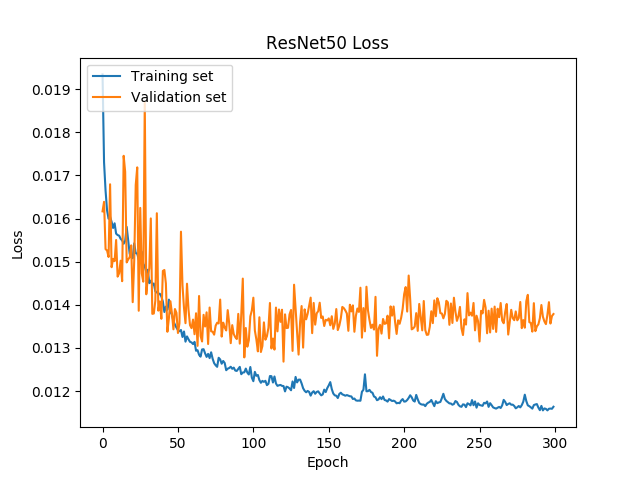 ResNet50 Loss
Training set
Validation set
0.019
0.018
0.017
0.016
0.015
0.014
0.013
0.012
Loss
0 50 100 150 200 250 300
Epoch